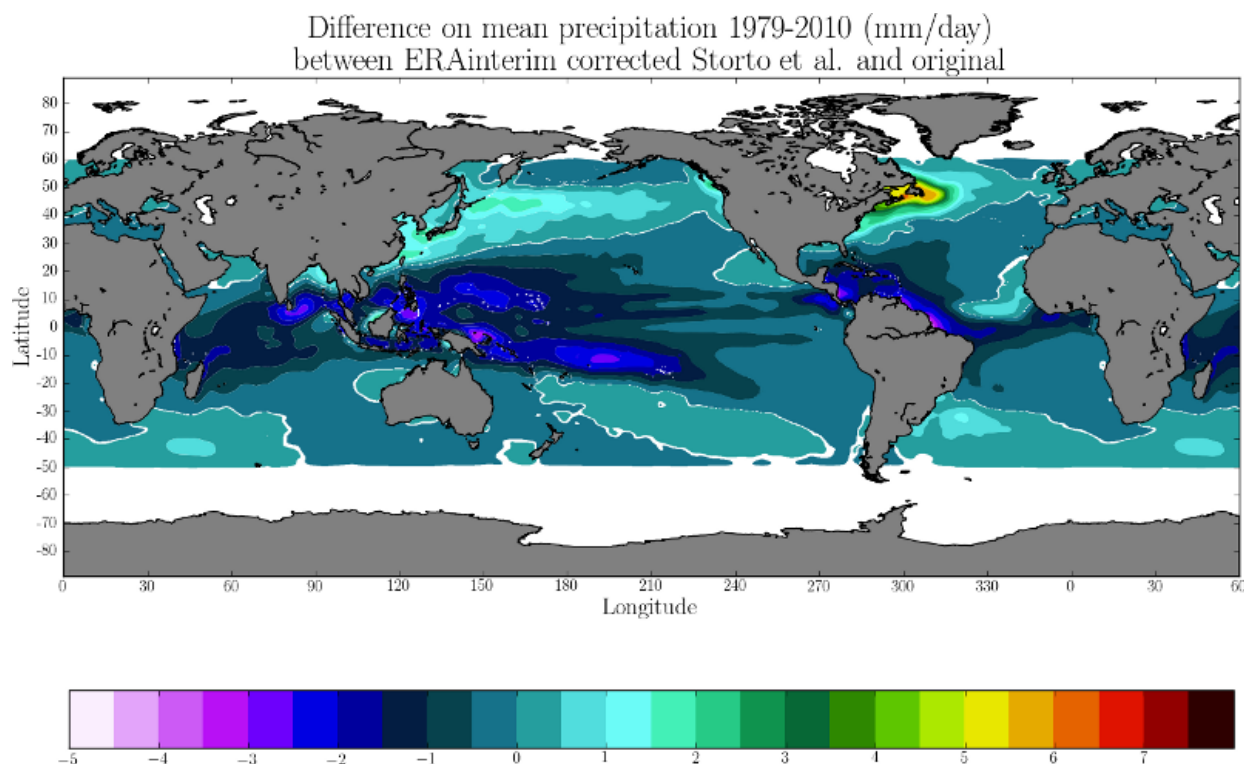 Difference on mean precipitation 1979-2010 (mm/day)
between ERAinterim corrected Storto et al. and original
80
70
60
50
40
30
20
10
0
-10
-20
-30
-40
-50
-60
-70
-80
Latitude
0 30 60 90 120 150 180 210 240 270 300 330 0 30 60
Longitude
−5 −4 −3 −2 −1 0 1 2 3 4 5 6 7